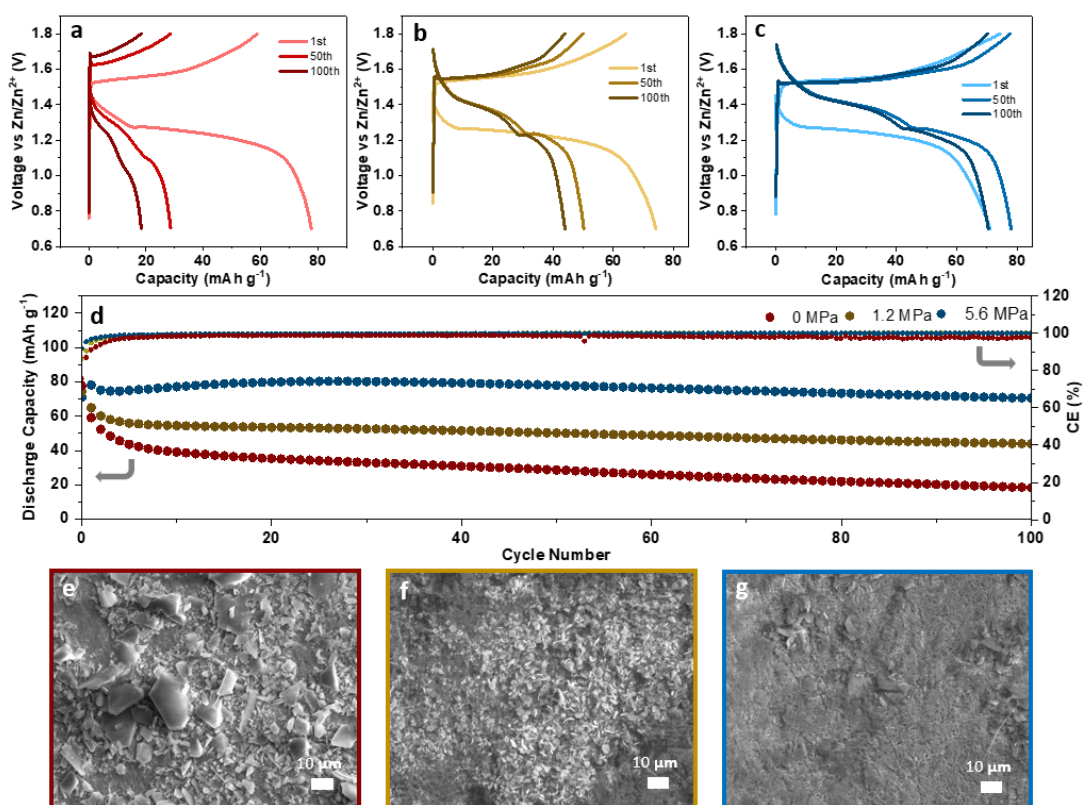 a
1st
50th
100th
Voltage vs Zn/Zn²⁺ (V)
1.8
1.6
1.4
1.2
1.0
0.8
0.6
0 20 40 60 80
Capacity (mAh g⁻¹)
b
1st
50th
100th
Voltage vs Zn/Zn²⁺ (V)
1.8
1.6
1.4
1.2
1.0
0.8
0.6
0 20 40 60 80
Capacity (mAh g⁻¹)
c
1st
50th
100th
Voltage vs Zn/Zn²⁺ (V)
1.8
1.6
1.4
1.2
1.0
0.8
0.6
0 20 40 60 80
Capacity (mAh g⁻¹)
d
0 MPa 1.2 MPa 5.6 MPa
Discharge Capacity (mAh g⁻¹)
120
100
80
60
40
20
0
120
100
80
60
40
20
0
CE (%)
0 20 40 60 80 100
Cycle Number
e
10 µm
f
10 µm
g
10 µm